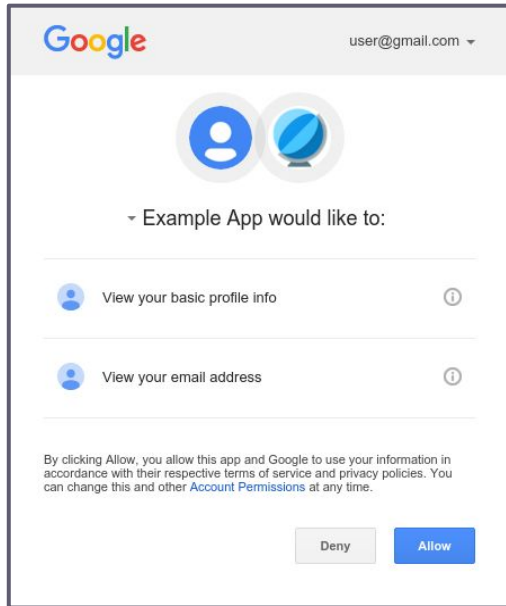 Google
user@gmail.com
Example App would like to:
View your basic profile info
View your email address
By clicking Allow, you allow this app and Google to use your information in
accordance with their respective terms of service and privacy policies. You
can change this and other Account Permissions at any time.
Deny
Allow